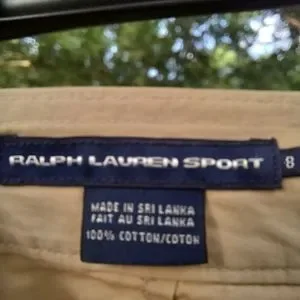 RALPH LAUREN SPORT 8
MADE IN SRI LANKA
FAIT AU SRI LANKA
100% COTTON/COTON